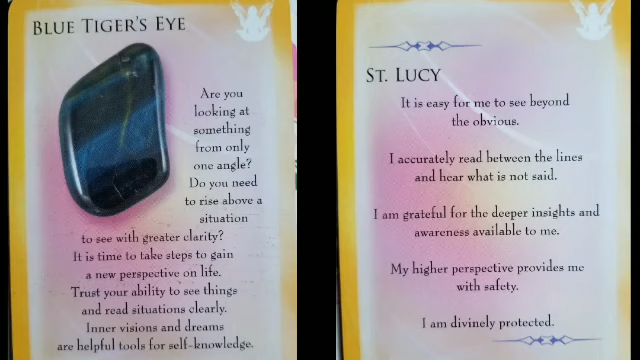 BLUE TIGER'S EYE
Are you
looking at
something
from only
one angle?
Do you need
to rise above a
situation
to see with greater clarity?
It is time to take steps to gain
a new perspective on life.
Trust your ability to see things
and read situations clearly.
Inner visions and dreams
are helpful tools for self-knowledge.
ST. LUCY
It is easy for me to see beyond
the obvious.
I accurately read between the lines
and hear what is not said.
I am grateful for the deeper insights and
awareness available to me.
My higher perspective provides me
with safety.
I am divinely protected.